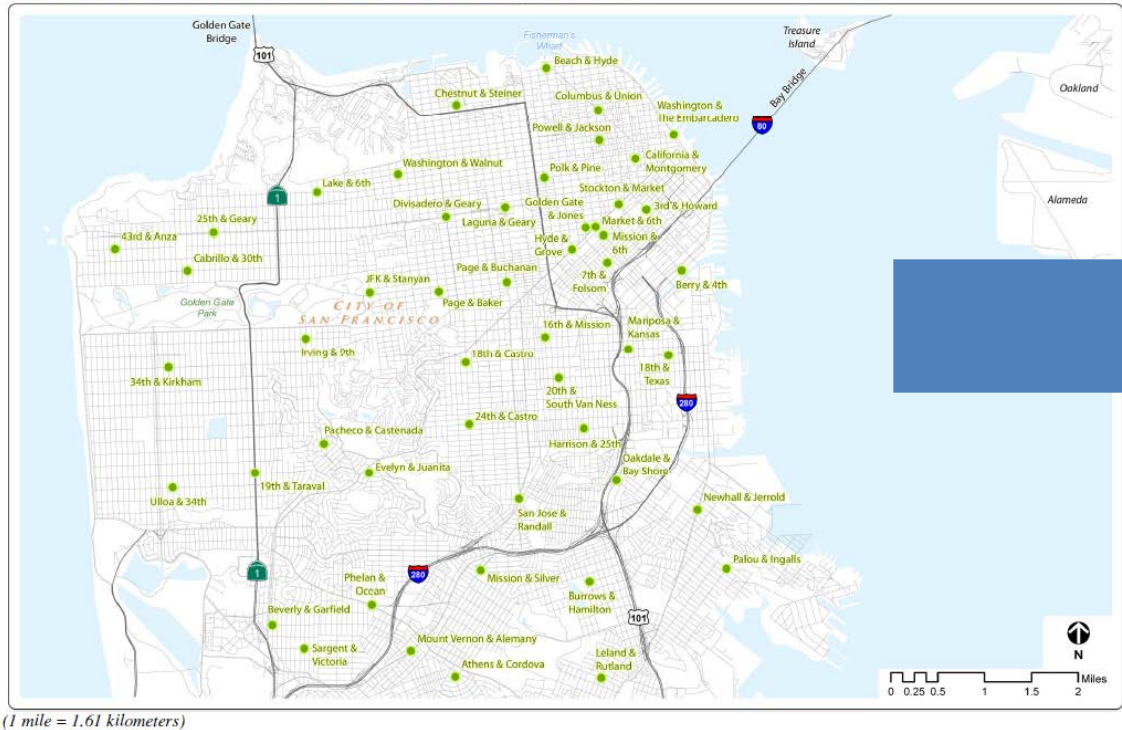 Golden Gate
Bridge
101
Fisherman's
Wharf
Treasure
Island
Bay Bridge
80
Oakland
Alameda
Beach & Hyde
Chestnut & Steiner
Columbus & Union
Washington &
The Embarcadero
Powell & Jackson
California &
Montgomery
Washington & Walnut
Polk & Pine
Lake & 6th
1
Stockton & Market
Divisadero & Geary
Golden Gate
& Jones
3rd & Howard
Laguna & Geary
Market & 6th
25th & Geary
43rd & Anza
Hyde &
Grove
Mission &
6th
Cabrillo & 30th
Page & Buchanan
7th &
Folsom
Berry & 4th
JFK & Stanyan
Page & Baker
Golden Gate
Park
CITY OF
SAN FRANCISCO
16th & Mission
Mariposa &
Kansas
Irving & 9th
18th & Castro
18th &
Texas
34th & Kirkham
20th &
South Van Ness
280
24th & Castro
Pacheco & Castenada
Harrison & 25th
Oakdale &
Bay Shore
Evelyn & Juanita
19th & Taraval
Ulloa & 34th
San Jose &
Randall
Newhall & Jerrold
1
280
Mission & Silver
Palou & Ingalls
Phelan &
Ocean
Burrows &
Hamilton
Beverly & Garfield
101
Sargent &
Victoria
Mount Vernon & Alemany
Athens & Cordova
Leland &
Rutland
N
Miles
0 0.25 0.5 1 1.5 2
(1 mile = 1.61 kilometers)